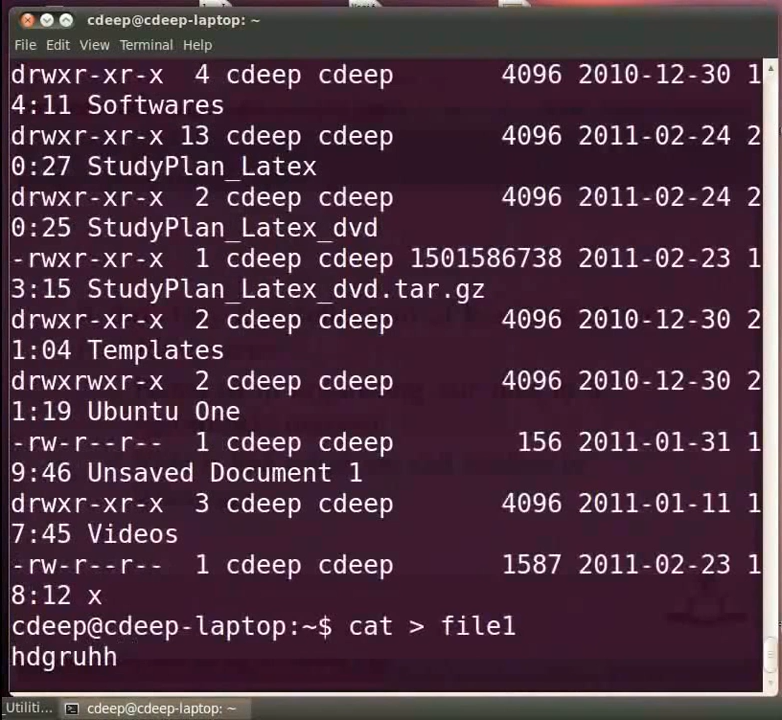 cdeep@cdeep-laptop: ~
File Edit View Terminal Help
drwxr-xr-x  4 cdeep cdeep       4096 2010-12-30 1
4:11 Softwares
drwxr-xr-x 13 cdeep cdeep       4096 2011-02-24 2
0:27 StudyPlan_Latex
drwxr-xr-x  2 cdeep cdeep       4096 2011-02-24 2
0:25 StudyPlan_Latex_dvd
-rwxr-xr-x  1 cdeep cdeep 1501586738 2011-02-23 1
3:15 StudyPlan_Latex_dvd.tar.gz
drwxr-xr-x  2 cdeep cdeep       4096 2010-12-30 2
1:04 Templates
drwxrwxr-x  2 cdeep cdeep       4096 2010-12-30 2
1:19 Ubuntu One
-rw-r--r--  1 cdeep cdeep        156 2011-01-31 1
9:46 Unsaved Document 1
drwxr-xr-x  3 cdeep cdeep       4096 2011-01-11 1
7:45 Videos
-rw-r--r--  1 cdeep cdeep       1587 2011-02-23 1
8:12 x
cdeep@cdeep-laptop:~$ cat > file1
hdgruhh
Utiliti... cdeep@cdeep-laptop: ~